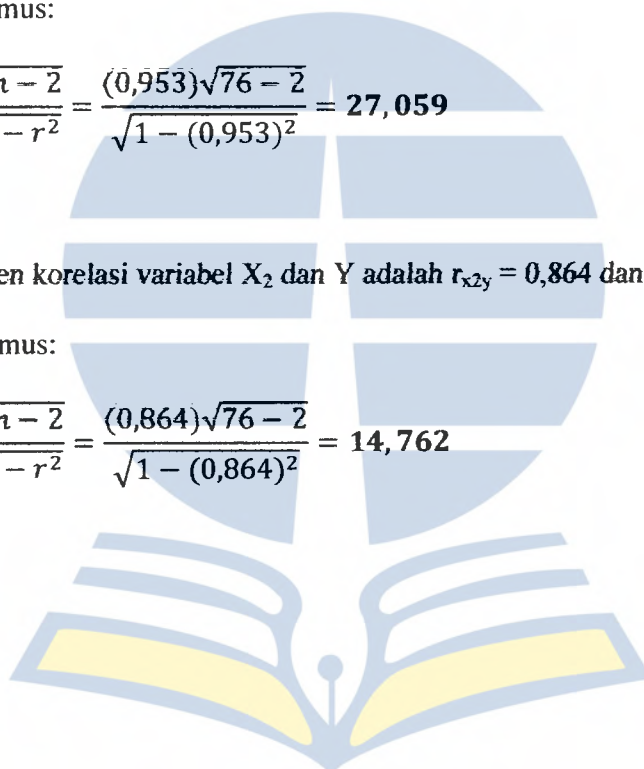 mus:
n − 2 / − r² = (0,953)√76 − 2 / √1 − (0,953)² = 27,059
en korelasi variabel X₂ dan Y adalah rₓ₂ᵧ = 0,864 dan
mus:
n − 2 / − r² = (0,864)√76 − 2 / √1 − (0,864)² = 14,762